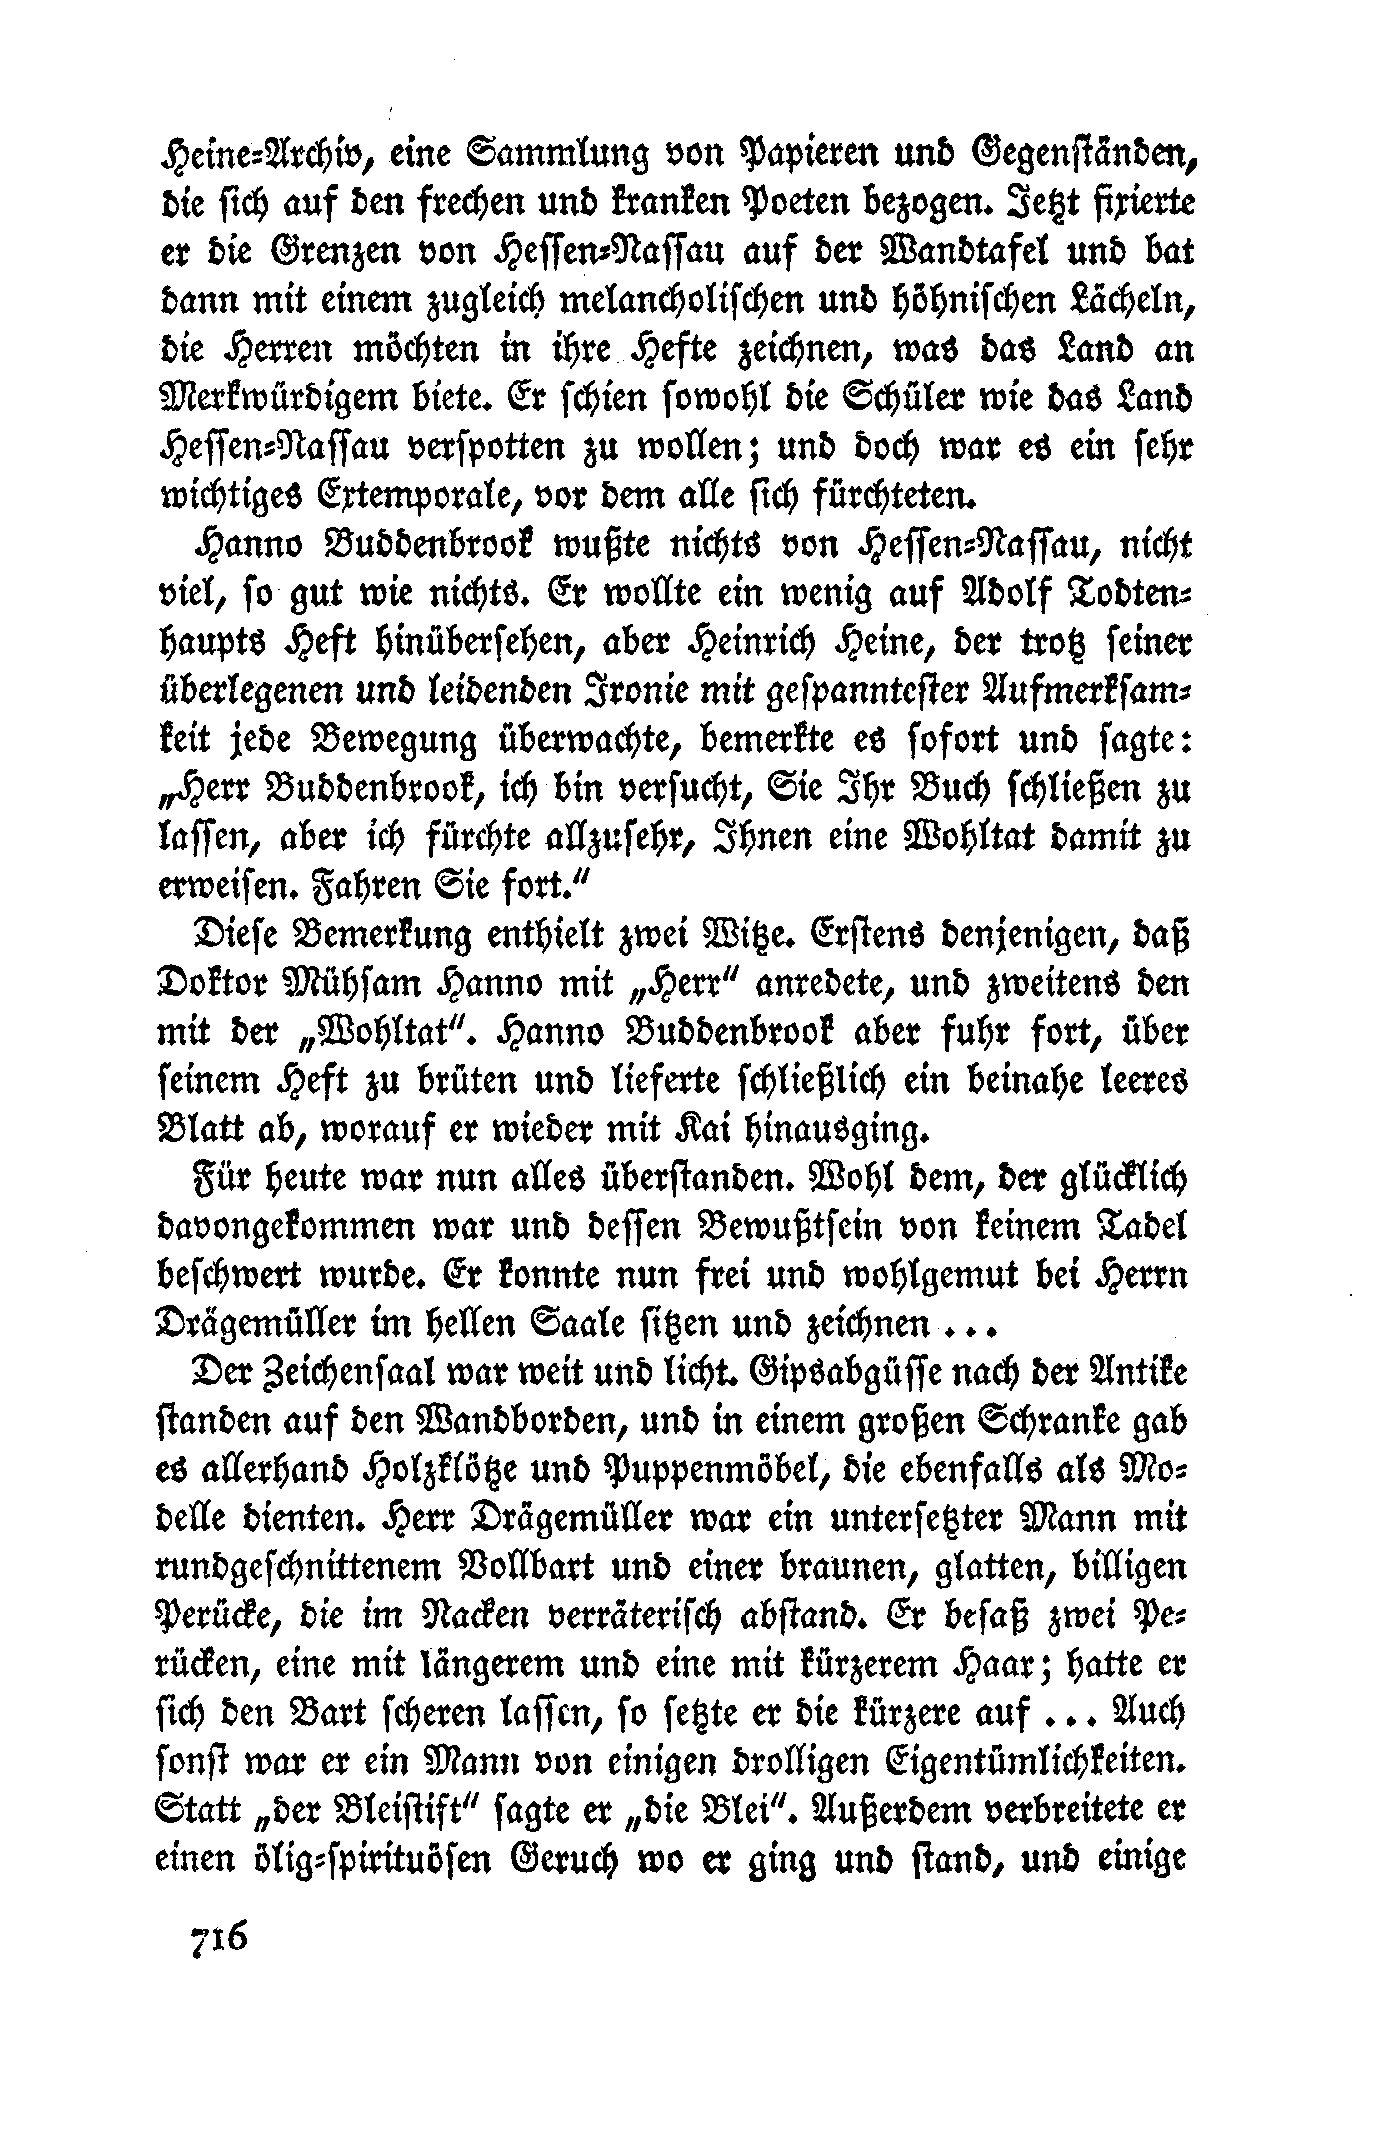 Heine-Archiv, eine Sammlung von Papieren und Gegenständen,
die sich auf den frechen und kranken Poeten bezogen. Jetzt fixierte
er die Grenzen von Hessen-Nassau auf der Wandtafel und bat
dann mit einem zugleich melancholischen und höhnischen Lächeln,
die Herren möchten in ihre Hefte zeichnen, was das Land an
Merkwürdigem biete. Er schien sowohl die Schüler wie das Land
Hessen-Nassau verspotten zu wollen; und doch war es ein sehr
wichtiges Extemporale, vor dem alle sich fürchteten.
Hanno Buddenbrook wußte nichts von Hessen-Nassau, nicht
viel, so gut wie nichts. Er wollte ein wenig auf Adolf Todten-
haupts Heft hinübersehen, aber Heinrich Heine, der trotz seiner
überlegenen und leidenden Ironie mit gespanntester Aufmerksam-
keit jede Bewegung überwachte, bemerkte es sofort und sagte:
„Herr Buddenbrook, ich bin versucht, Sie Ihr Buch schließen zu
lassen, aber ich fürchte allzusehr, Ihnen eine Wohltat damit zu
erweisen. Fahren Sie fort."
Diese Bemerkung enthielt zwei Witze. Erstens denjenigen, daß
Doktor Mühsam Hanno mit „Herr" anredete, und zweitens den
mit der „Wohltat". Hanno Buddenbrook aber fuhr fort, über
seinem Heft zu brüten und lieferte schließlich ein beinahe leeres
Blatt ab, worauf er wieder mit Kai hinausging.
Für heute war nun alles überstanden. Wohl dem, der glücklich
davongekommen war und dessen Bewußtsein von keinem Tadel
beschwert wurde. Er konnte nun frei und wohlgemut bei Herrn
Drägemüller im hellen Saale sitzen und zeichnen ...
Der Zeichensaal war weit und licht. Gipsabgüsse nach der Antike
standen auf den Wandborden, und in einem großen Schranke gab
es allerhand Holzklötze und Puppenmöbel, die ebenfalls als Mo-
delle dienten. Herr Drägemüller war ein untersetzter Mann mit
rundgeschnittenem Vollbart und einer braunen, glatten, billigen
Perücke, die im Nacken verräterisch abstand. Er besaß zwei Pe-
rücken, eine mit längerem und eine mit kürzerem Haar; hatte er
sich den Bart scheren lassen, so setzte er die kürzere auf ... Auch
sonst war er ein Mann von einigen drolligen Eigentümlichkeiten.
Statt „der Bleistift" sagte er „die Blei". Außerdem verbreitete er
einen ölig-spirituösen Geruch wo er ging und stand, und einige
716